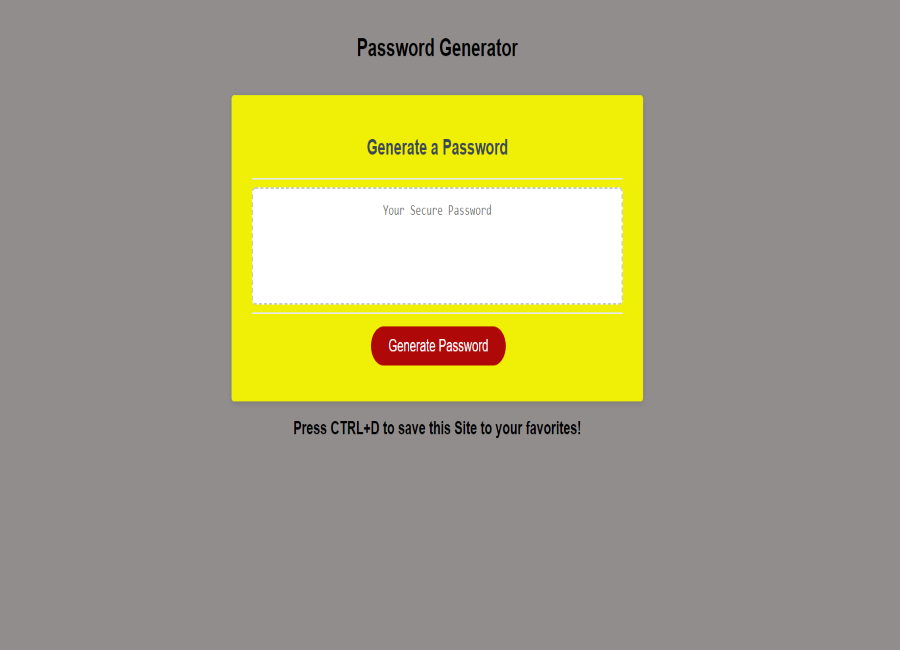 Password Generator
Generate a Password
Your Secure Password
Generate Password
Press CTRL+D to save this Site to your favorites!